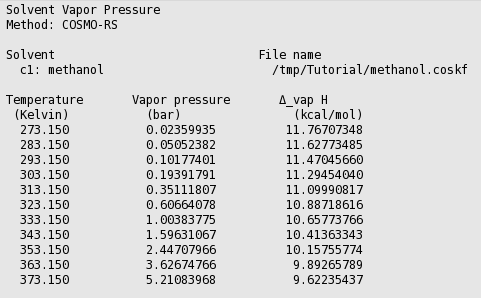 Solvent Vapor Pressure
Method: COSMO-RS
Solvent File name
c1: methanol /tmp/Tutorial/methanol.coskf
Temperature Vapor pressure Δ_vap H
(Kelvin) (bar) (kcal/mol)
273.150 0.02359935 11.76707348
283.150 0.05052382 11.62773485
293.150 0.10177401 11.47045660
303.150 0.19391791 11.29454040
313.150 0.35111807 11.09990817
323.150 0.60664078 10.88718616
333.150 1.00383775 10.65773766
343.150 1.59631067 10.41363343
353.150 2.44707966 10.15755774
363.150 3.62674766 9.89265789
373.150 5.21083968 9.62235437